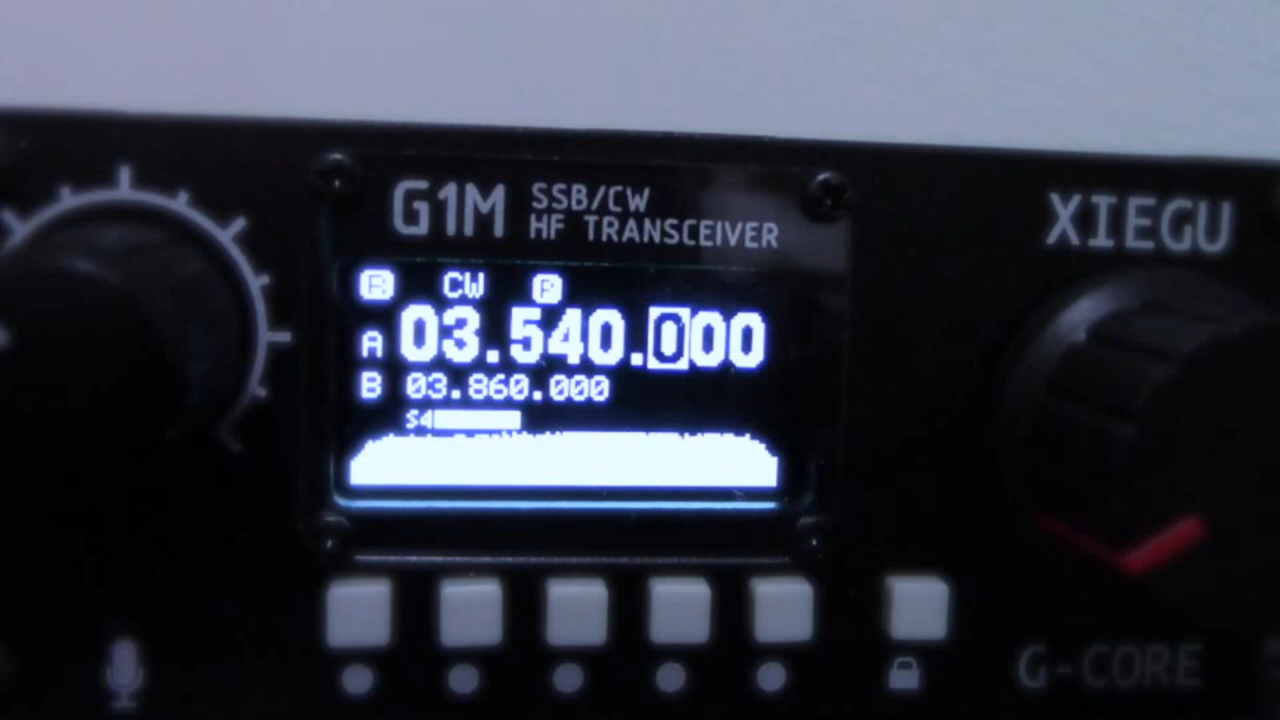 G1M SSB/CW
HF TRANSCEIVER
XIEGU
R CW P
A 03.540.000
B 03.860.000
S4
G-CORE